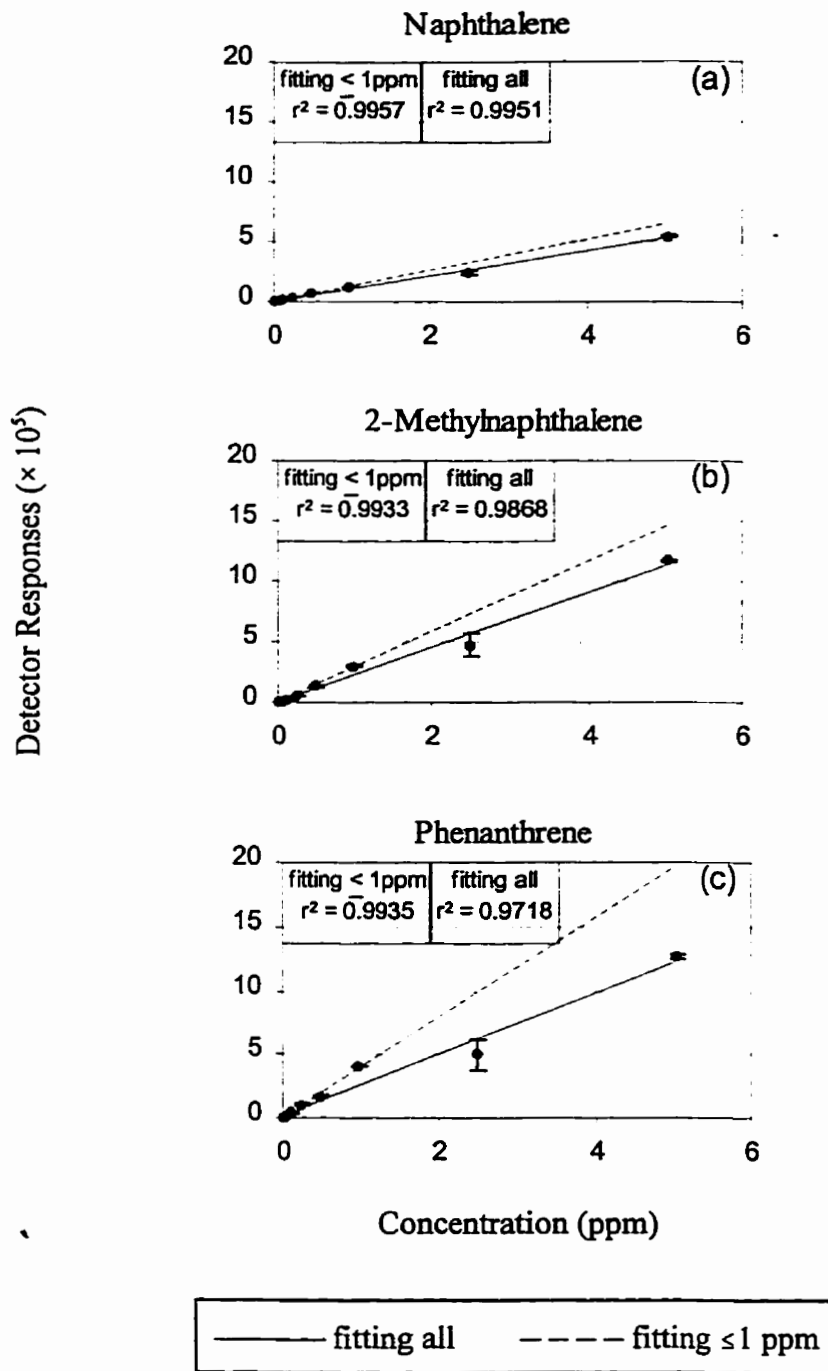 Naphthalene
20
15
10
5
0
0 2 4 6
fitting ≤ 1ppm fitting all
r² = 0.9957 r² = 0.9951
(a)
Detector Responses (× 10⁵)
2-Methylnaphthalene
20
15
10
5
0
0 2 4 6
fitting ≤ 1ppm fitting all
r² = 0.9933 r² = 0.9868
(b)
Phenanthrene
20
15
10
5
0
0 2 4 6
fitting ≤ 1ppm fitting all
r² = 0.9935 r² = 0.9718
(c)
Concentration (ppm)
fitting all fitting ≤1 ppm